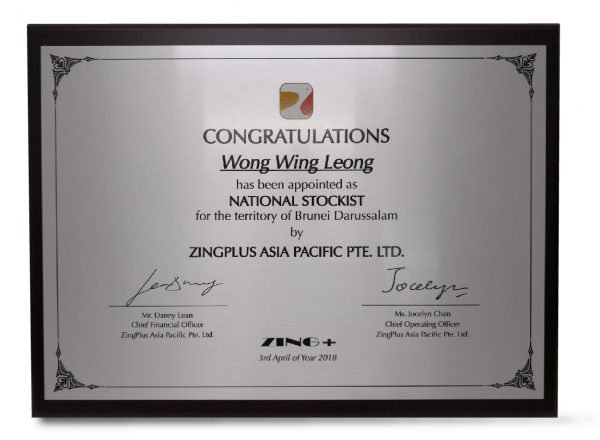 CONGRATULATIONS
Wong Wing Leong
has been appointed as
NATIONAL STOCKIST
for the territory of Brunei Darussalam
by
ZINGPLUS ASIA PACIFIC PTE. LTD.
Jocelyn
Mr. Danny Lean
Chief Financial Officer
ZingPlus Asia Pacific Pte. Ltd.
Ms. Jocelyn Chan
Chief Operating Officer
ZingPlus Asia Pacific Pte. Ltd.
ZING+
3rd April of Year 2018